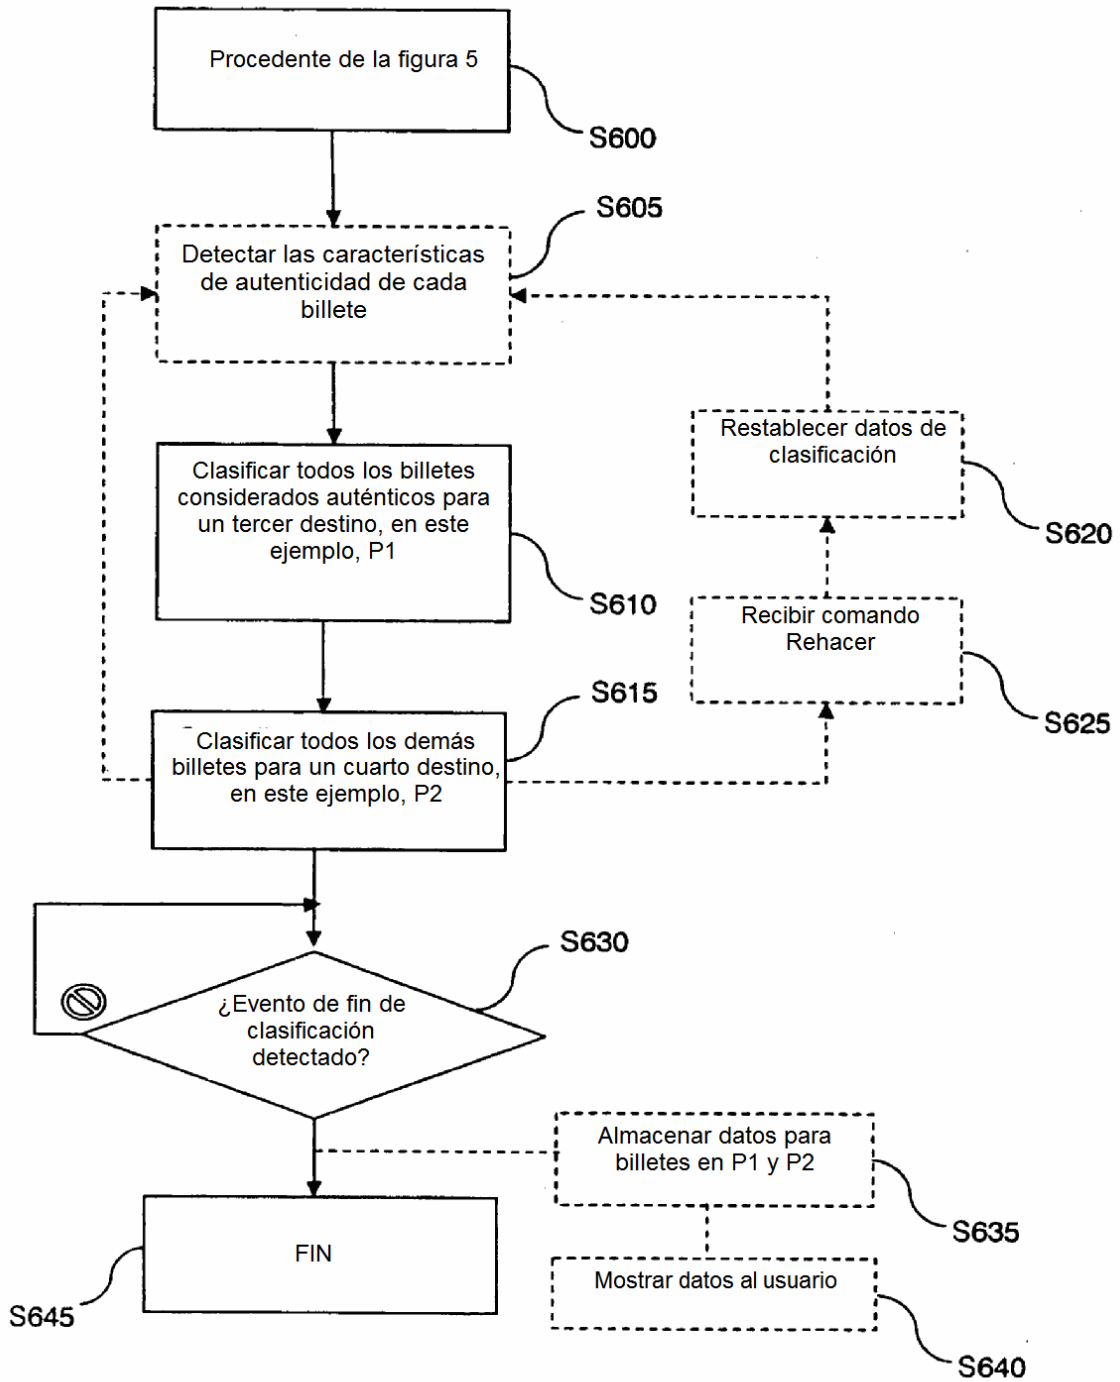 Procedente de la figura 5
S600
S605
Detectar las características
de autenticidad de cada
billete
Clasificar todos los billetes
considerados auténticos para
un tercer destino, en este
ejemplo, P1
S610
Restablecer datos de
clasificación
S620
Recibir comando
Rehacer
S625
S615
Clasificar todos los demás
billetes para un cuarto destino,
en este ejemplo, P2
S630
¿Evento de fin de
clasificación
detectado?
Almacenar datos para
billetes en P1 y P2
S635
FIN
S645
Mostrar datos al usuario
S640